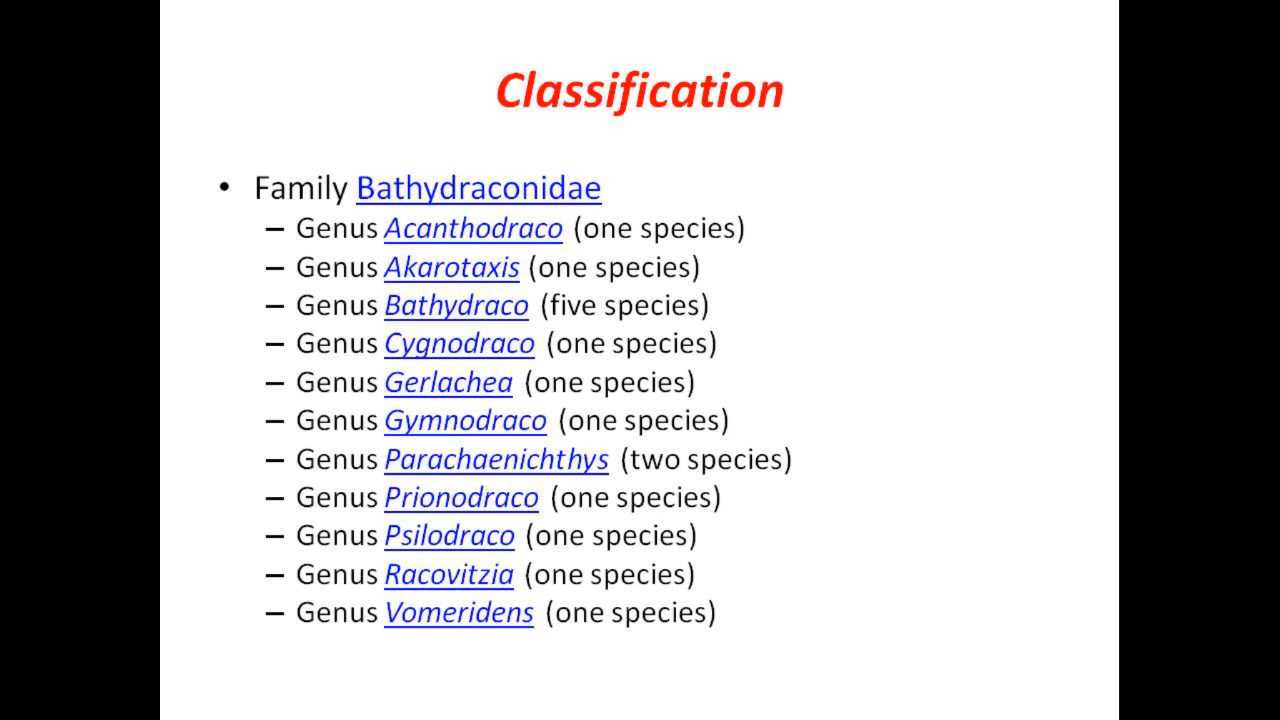 Classification
• Family Bathydraconidae
– Genus Acanthodraco (one species)
– Genus Akarotaxis (one species)
– Genus Bathydraco (five species)
– Genus Cygnodraco (one species)
– Genus Gerlachea (one species)
– Genus Gymnodraco (one species)
– Genus Parachaenichthys (two species)
– Genus Prionodraco (one species)
– Genus Psilodraco (one species)
– Genus Racovitzia (one species)
– Genus Vomeridens (one species)